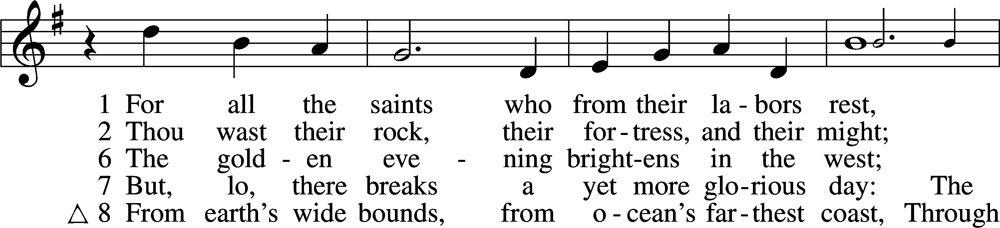 1 For all the saints who from their la - bors rest,
2 Thou wast their rock, their for - tress, and their might;
6 The gold - en eve - ning bright - ens in the west;
7 But, lo, there breaks a yet more glo - rious day: The
△ 8 From earth's wide bounds, from o - cean's far - thest coast, Through